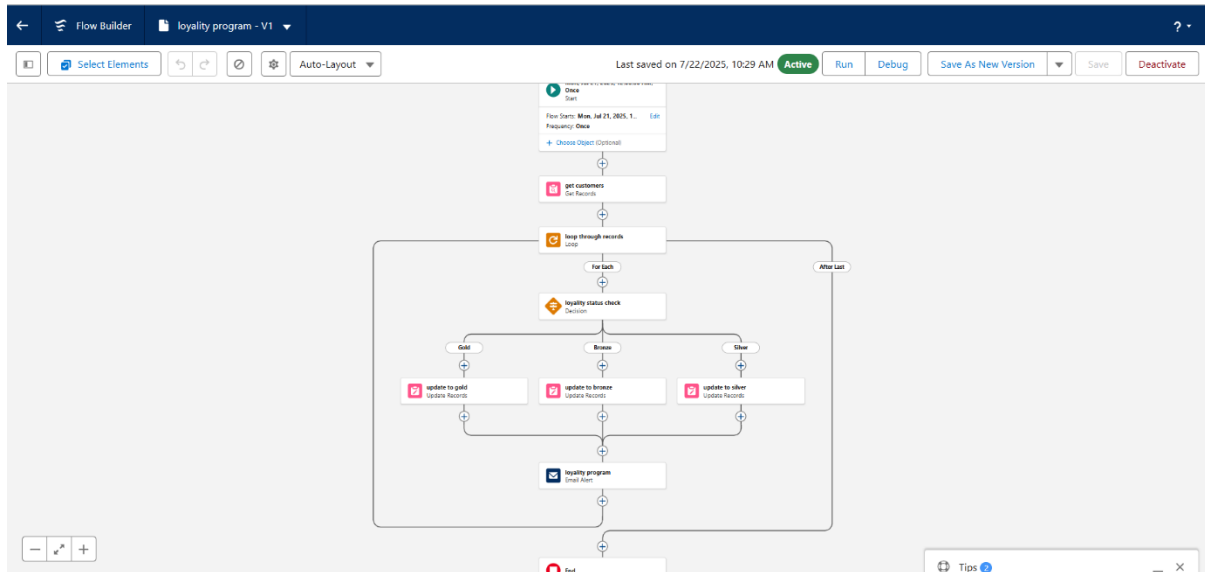 Flow Builder
loyality program - V1
?
Select Elements
Auto-Layout
Last saved on 7/22/2025, 10:29 AM
Active
Run
Debug
Save As New Version
Save
Deactivate
Once
Start
Flow Starts: Mon, Jul 21, 2025, 1...
Edit
Frequency: Once
+ Choose Object (Optional)
get customers
Get Records
loop through records
Loop
For Each
After Last
loyality status check
Decision
Gold
Bronze
Silver
update to gold
Update Records
update to bronze
Update Records
update to silver
Update Records
loyality program
Email Alert
End
Tips 2